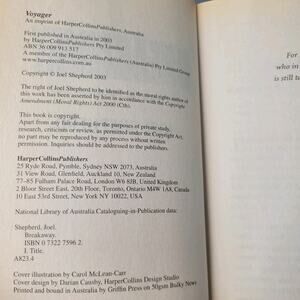 Voyager
An imprint of HarperCollinsPublishers, Australia
First published in Australia in 2003
by HarperCollinsPublishers Pty Limited
ABN 36 009 913 517
A member of the HarperCollinsPublishers (Australia) Pty Limited Group
www.harpercollins.com.au
Copyright © Joel Shepherd 2003
The right of Joel Shepherd to be identified as the moral rights author of
this work has been asserted by him in accordance with the Copyright
Amendment (Moral Rights) Act 2000 (Cth).
This book is copyright.
Apart from any fair dealing for the purposes of private study,
research, criticism or review, as permitted under the Copyright Act,
no part may be reproduced by any process without written
permission. Inquiries should be addressed to the publishers.
HarperCollinsPublishers
25 Ryde Road, Pymble, Sydney NSW 2073, Australia
31 View Road, Glenfield, Auckland 10, New Zealand
77–85 Fulham Palace Road, London W6 8JB, United Kingdom
2 Bloor Street East, 20th Floor, Toronto, Ontario M4W 1A8, Canada
10 East 53rd Street, New York NY 10022, USA
National Library of Australia Cataloguing-in-Publication data:
Shepherd, Joel.
Breakaway.
ISBN 0 7322 7596 2.
I. Title.
A823.4
Cover illustration by Carol McLean-Carr
Cover design by Darian Causby, HarperCollins Design Studio
Printed and bound in Australia by Griffin Press on 50gsm Bulky News
For
who in
is still t